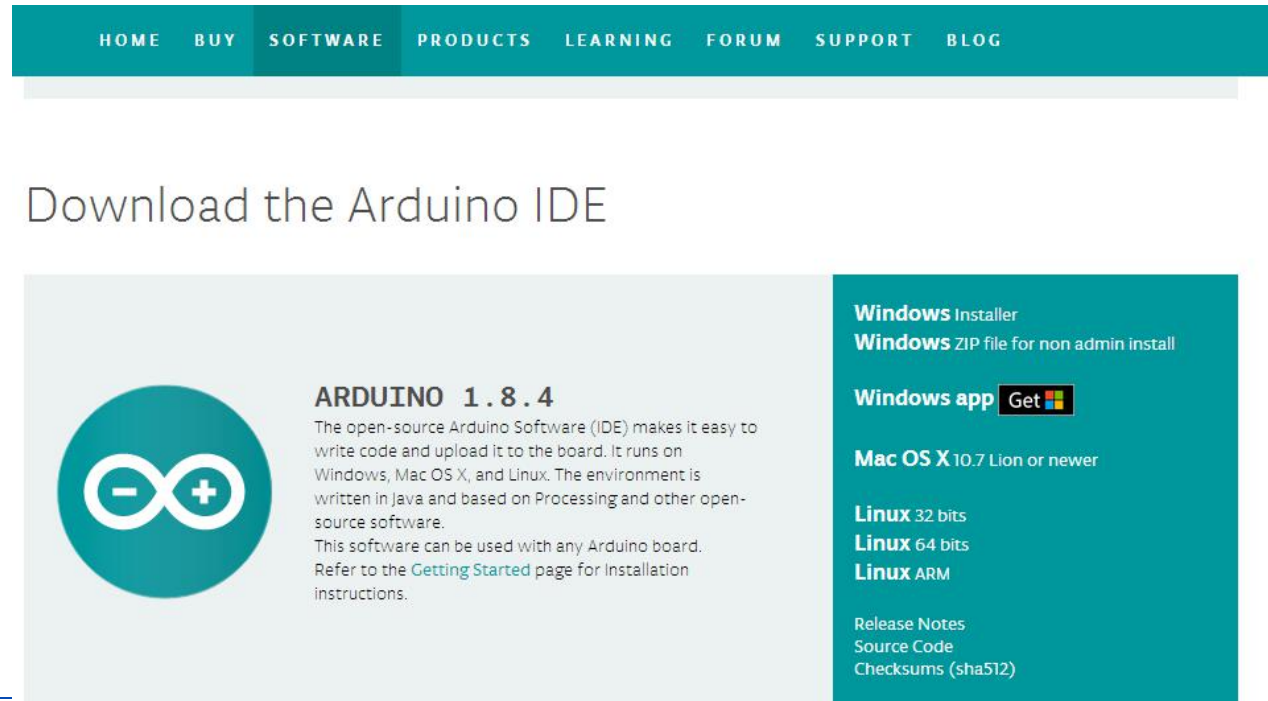 HOME BUY SOFTWARE PRODUCTS LEARNING FORUM SUPPORT BLOG
Download the Arduino IDE
ARDUINO 1.8.4
The open-source Arduino Software (IDE) makes it easy to
write code and upload it to the board. It runs on
Windows, Mac OS X, and Linux. The environment is
written in Java and based on Processing and other open-
source software.
This software can be used with any Arduino board.
Refer to the Getting Started page for Installation
instructions.
Windows Installer
Windows ZIP file for non admin install
Windows app Get
Mac OS X 10.7 Lion or newer
Linux 32 bits
Linux 64 bits
Linux ARM
Release Notes
Source Code
Checksums (sha512)